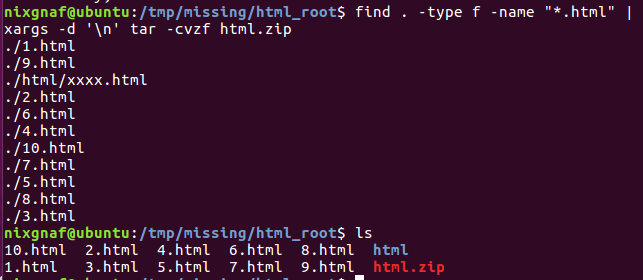 nixgnaf@ubuntu:/tmp/missing/html_root$ find . -type f -name "*.html" |
xargs -d '\n' tar -cvzf html.zip
./1.html
./9.html
./html/xxxx.html
./2.html
./6.html
./4.html
./10.html
./7.html
./5.html
./8.html
./3.html
nixgnaf@ubuntu:/tmp/missing/html_root$ ls
10.html  2.html  4.html  6.html  8.html  html
1.html   3.html  5.html  7.html  9.html  html.zip